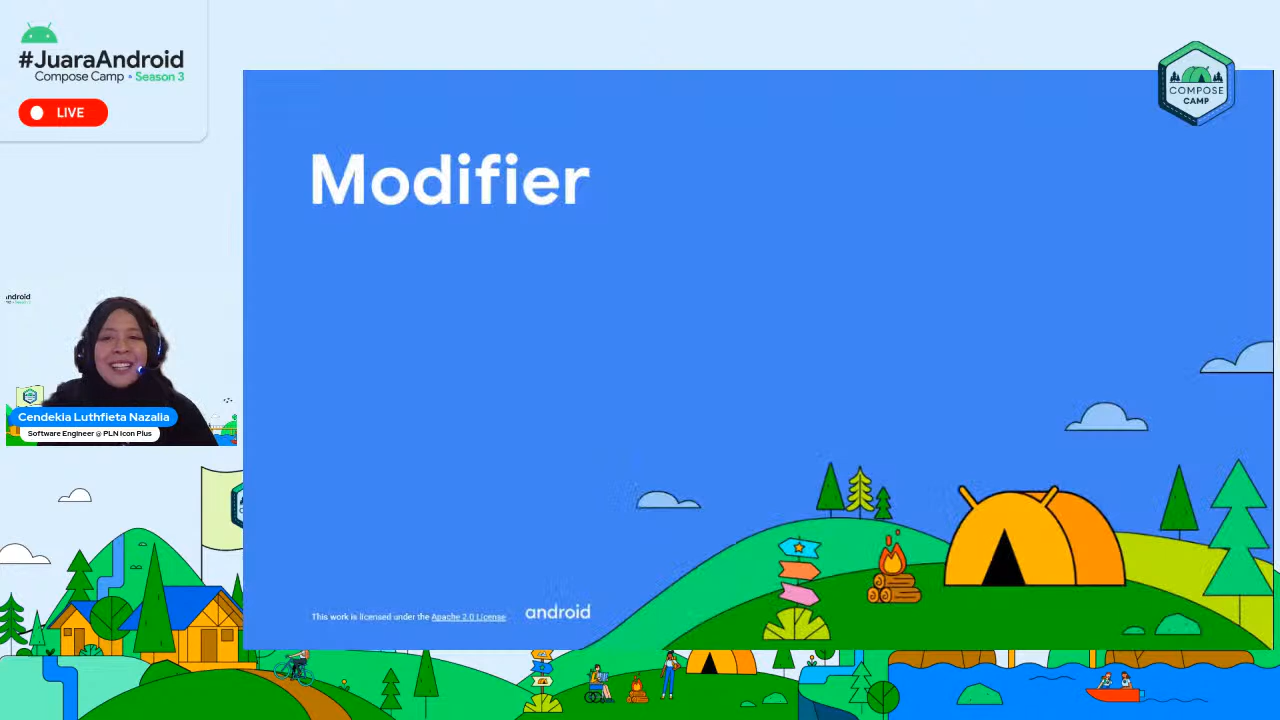 #JuaraAndroid
Compose Camp • Season 3
LIVE
COMPOSE
CAMP
Modifier
android
Cendekia Luthfieta Nazalia
Software Engineer @ PLN Icon Plus
This work is licensed under the Apache 2.0 License
android